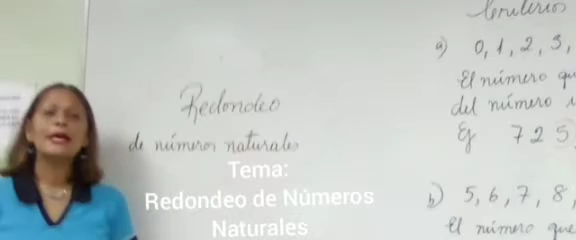 Redondeo
de números naturales
Tema:
Redondeo de Números
Naturales
Criterios
a) 0, 1, 2, 3,
El número que
del número
Ej 725
b) 5, 6, 7, 8,
El número que